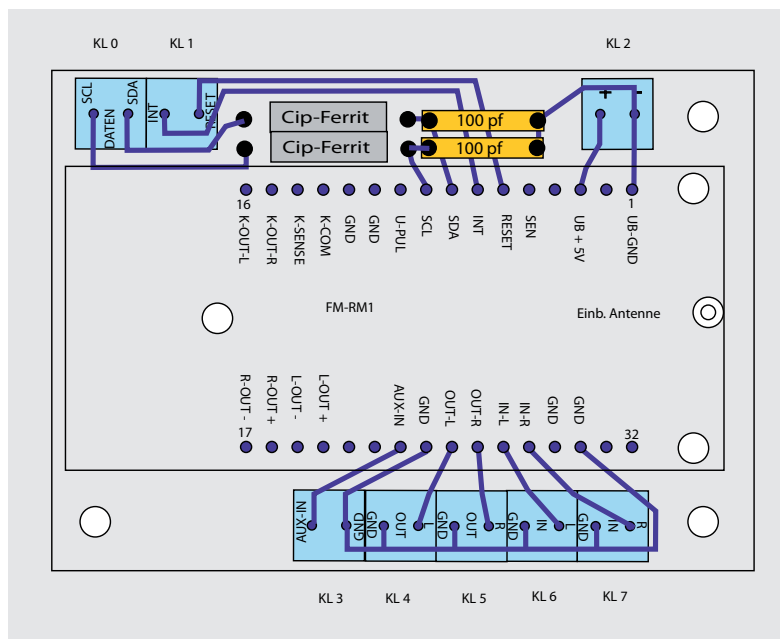 KL 0
KL 1
KL 2
SCL
SDA
DATEN
INT
RESET
+
-
Cip-Ferrit
100 pf
Cip-Ferrit
100 pf
16
1
K-OUT-L
K-OUT-R
K-SENSE
K-COM
GND
GND
U-PUL
SCL
SDA
INT
RESET
SEN
UB + 5V
UB-GND
FM-RM1
Einb. Antenne
R-OUT -
R-OUT +
L-OUT -
L-OUT +
AUX-IN
GND
OUT-L
OUT-R
IN-L
IN-R
GND
GND
17
32
AUX-IN
GND
GND
OUT
L
GND
OUT
R
GND
IN
L
GND
IN
R
KL 3
KL 4
KL 5
KL 6
KL 7